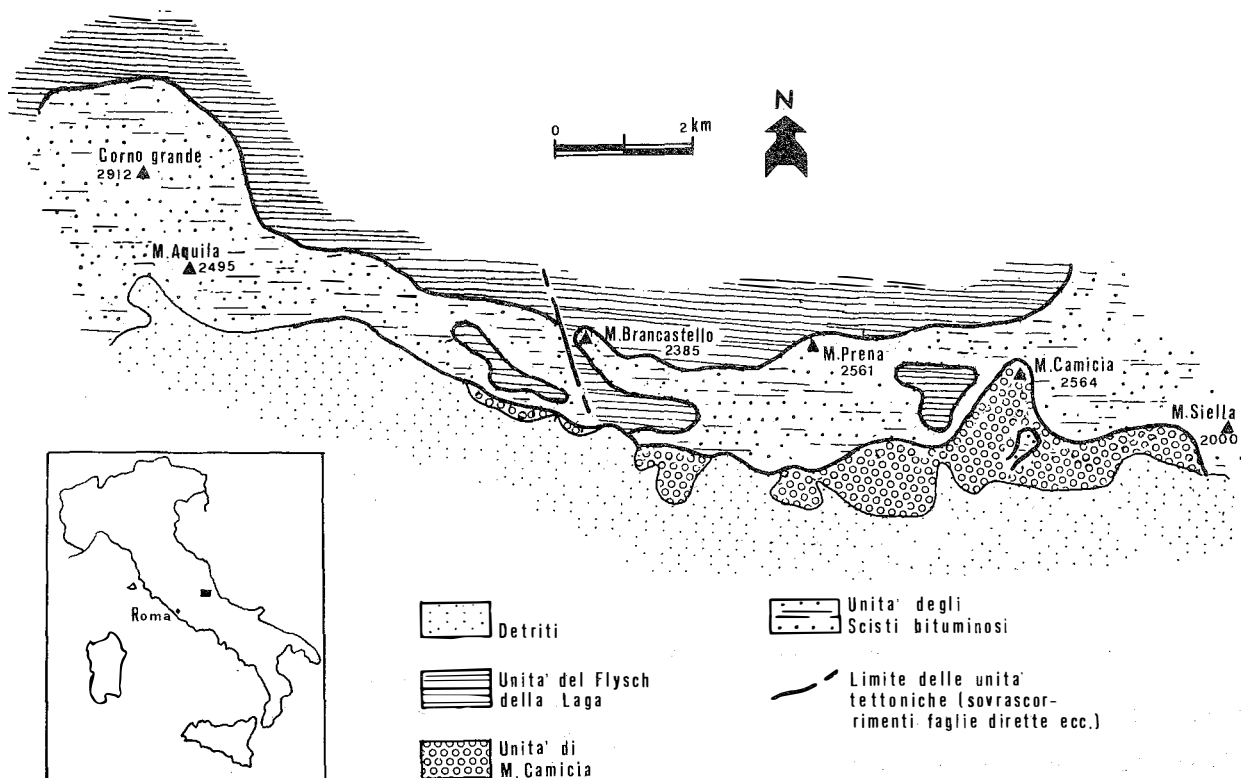 N
0 2 km
Corno grande
2912
M. Aquila
2495
M. Brancastello
2385
M. Prena
2561
M. Camicia
2564
M. Siella
2000
Roma
Detriti
Unita' del Flysch
della Laga
Unita' di
M. Camicia
Unita' degli
Scisti bituminosi
Limite delle unita'
tettoniche (sovrascor-
rimenti faglie dirette ecc.)